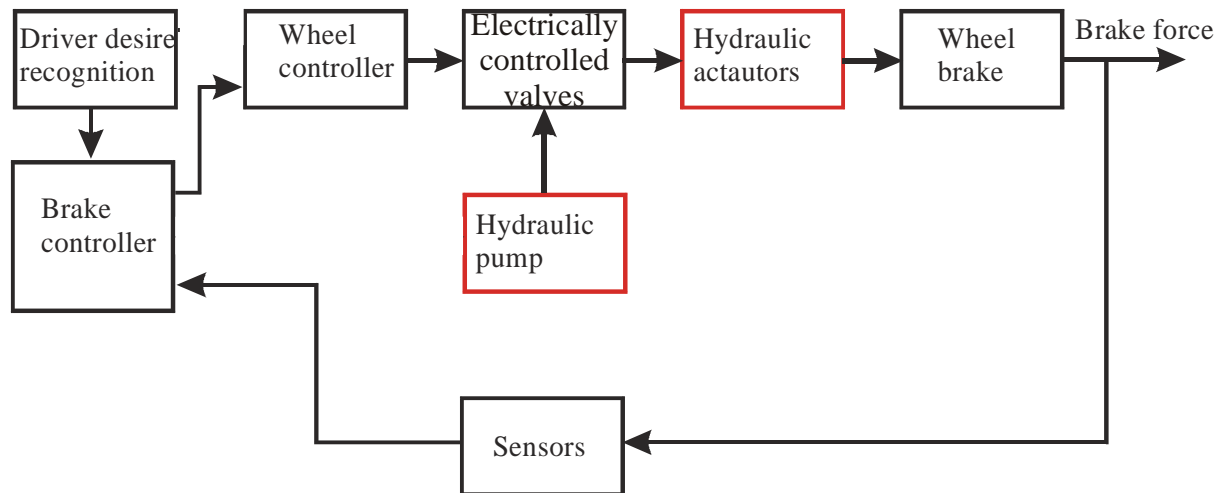 Driver desire
recognition
Wheel
controller
Electrically
controlled
valves
Hydraulic
actautors
Wheel
brake
Brake force
Brake
controller
Hydraulic
pump
Sensors